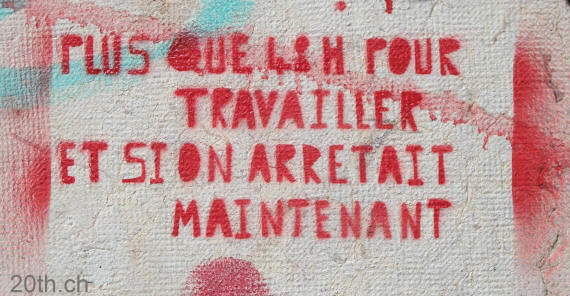 PLUS QUE 48H POUR
TRAVAILLER
ET SI ON ARRETAIT
MAINTENANT
20th.ch